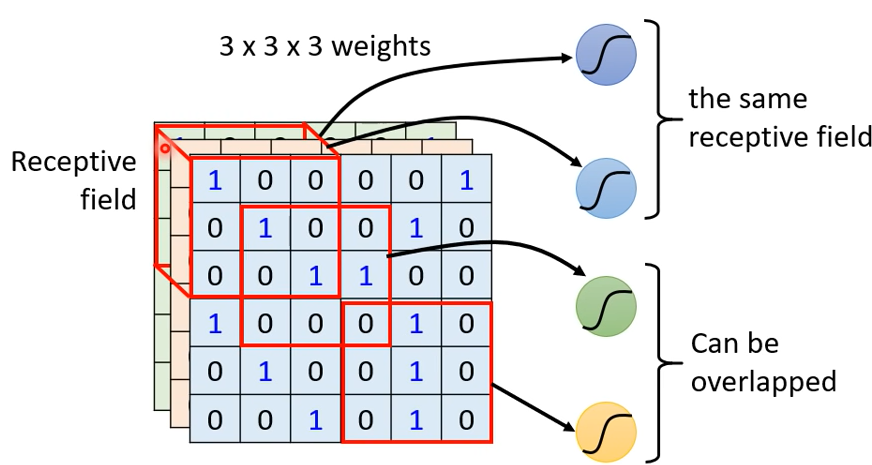 3 x 3 x 3 weights
the same
receptive field
Receptive
field
1 0 0 0 0 1
0 1 0 0 1 0
0 0 1 1 0 0
1 0 0 0 1 0
0 1 0 0 1 0
0 0 1 0 1 0
Can be
overlapped